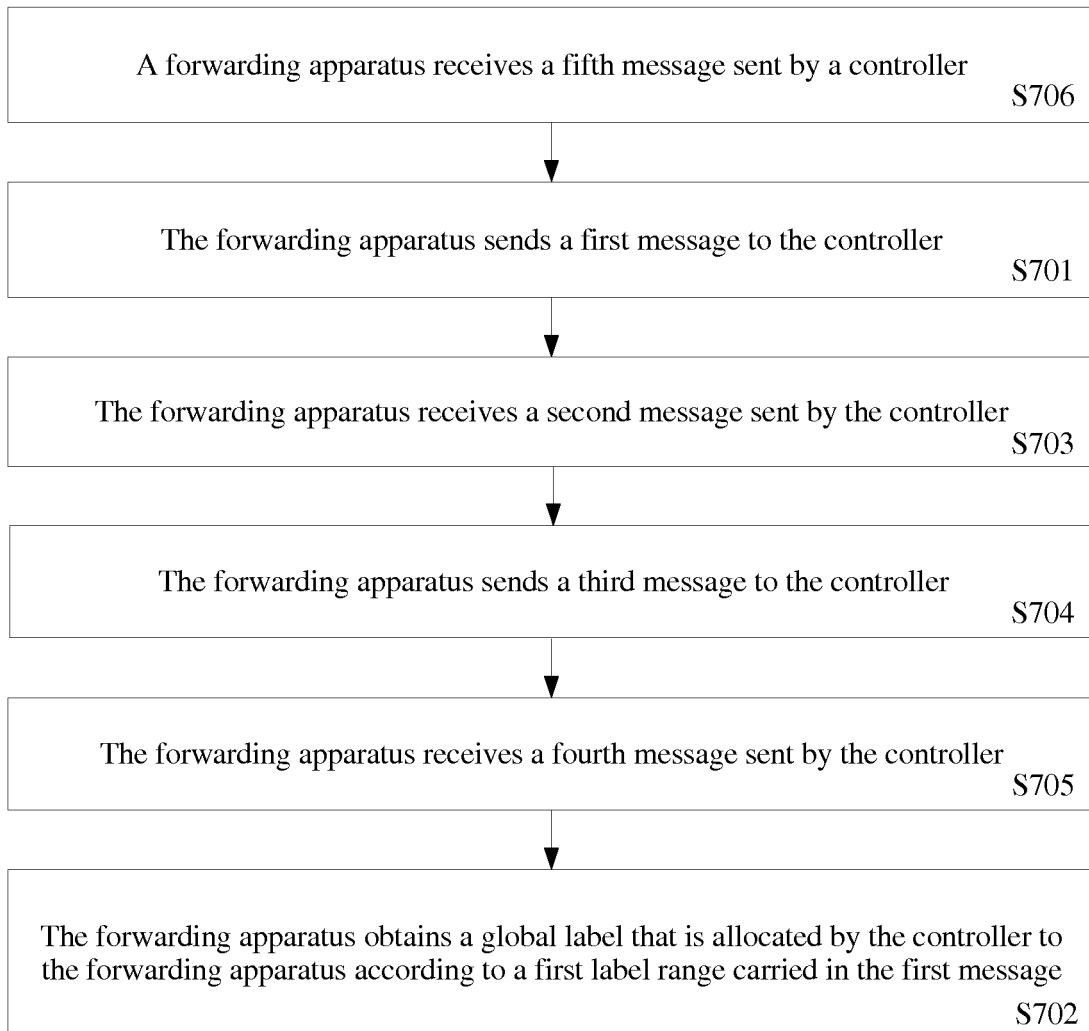 A forwarding apparatus receives a fifth message sent by a controller
S706
The forwarding apparatus sends a first message to the controller
S701
The forwarding apparatus receives a second message sent by the controller
S703
The forwarding apparatus sends a third message to the controller
S704
The forwarding apparatus receives a fourth message sent by the controller
S705
The forwarding apparatus obtains a global label that is allocated by the controller to
the forwarding apparatus according to a first label range carried in the first message
S702